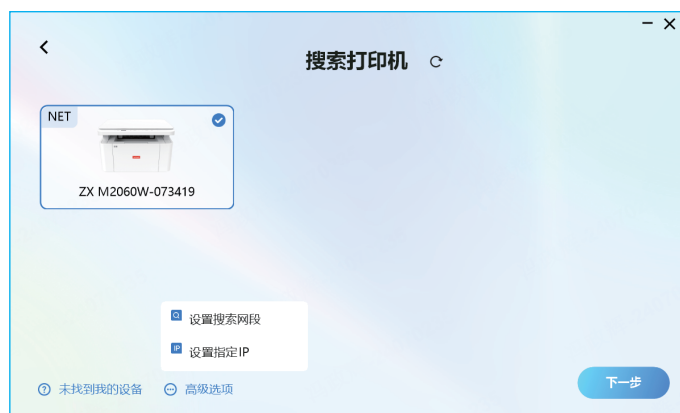 搜索打印机
NET
ZX M2060W-073419
设置搜索网段
IP 设置指定IP
未找到我的设备
高级选项
下一步